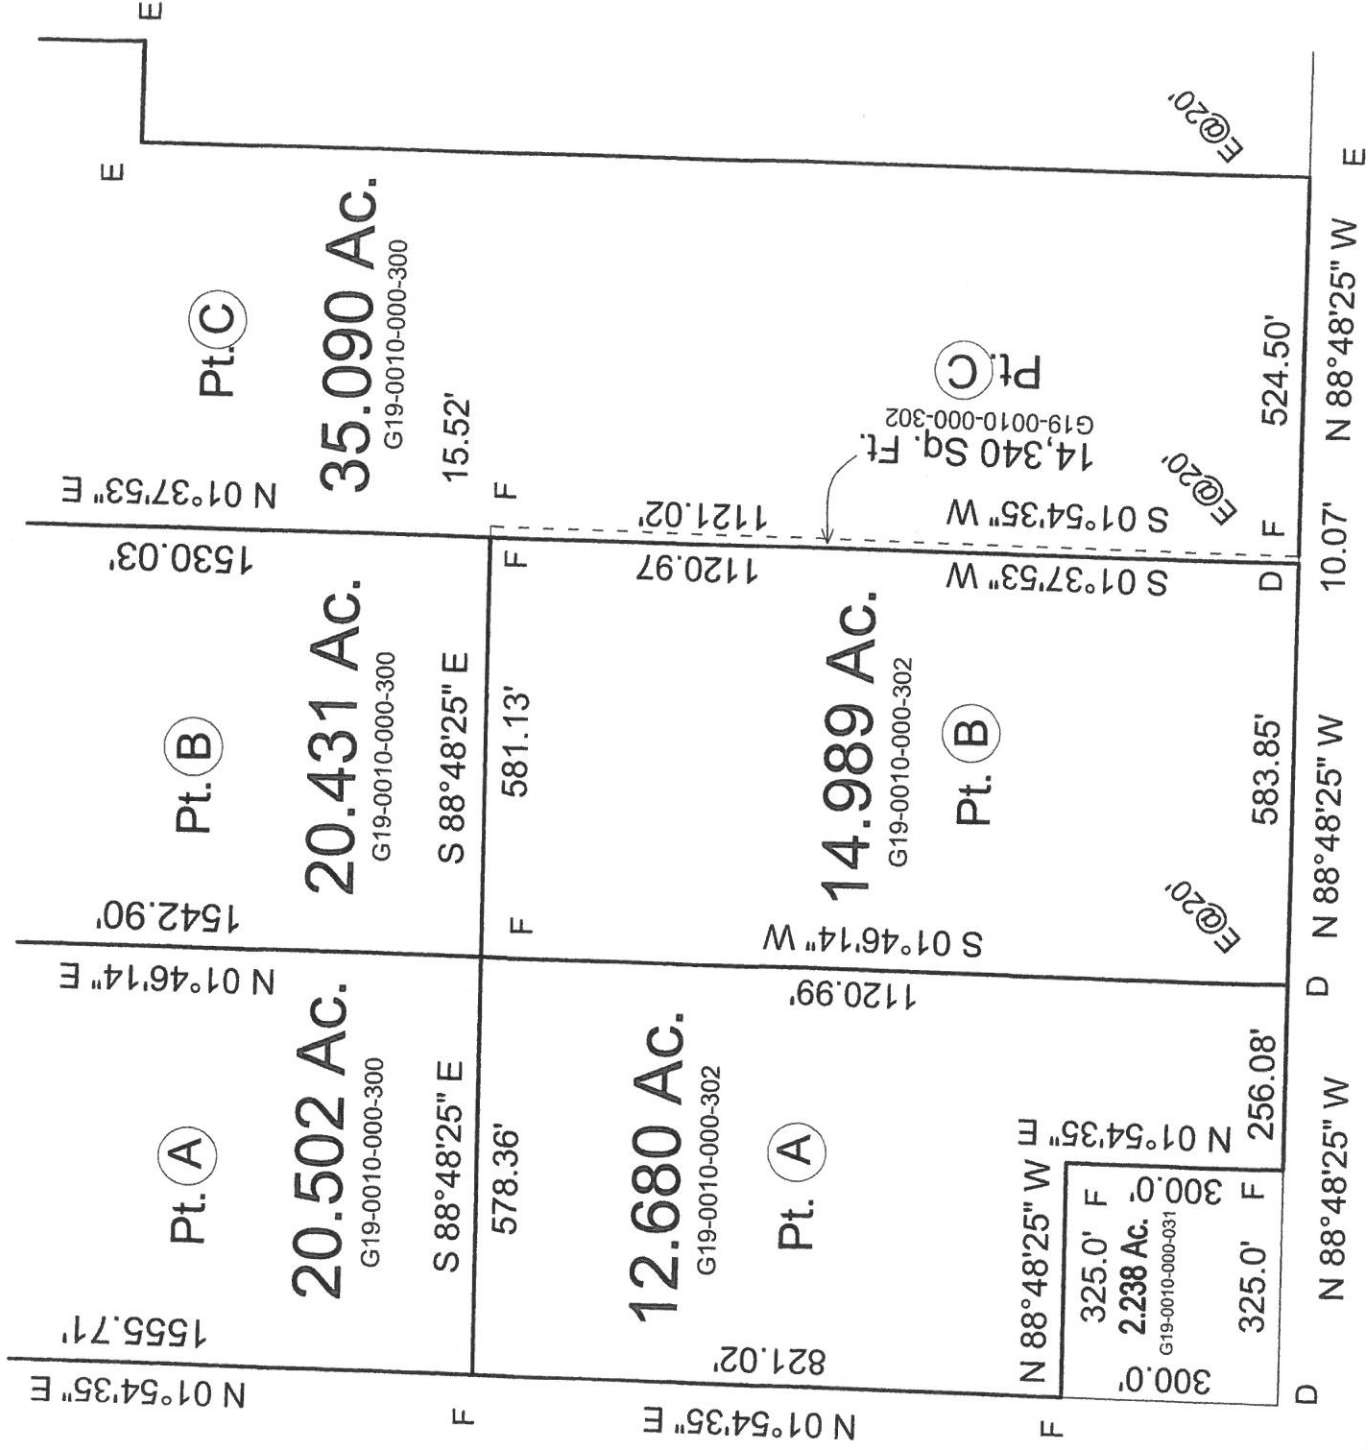 E
E
Pt. C
35.090 Ac.
G19-0010-000-300
15.52'
N 01°37'53" E
1530.03'
F
F
Pt. B
20.431 Ac.
G19-0010-000-300
S 88°48'25" E
581.13'
1542.90'
N 01°46'14" E
F
Pt. A
20.502 Ac.
G19-0010-000-300
S 88°48'25" E
578.36'
1555.71'
N 01°54'35" E
F
E@20'
E
Pt. C
G19-0010-000-302
14,340 Sq. Ft.
1121.02'
S 01°54'35" W
E@20'
F
524.50'
N 88°48'25" W
10.07'
1120.97
S 01°37'53" W
D
14.989 Ac.
G19-0010-000-302
Pt. B
583.85'
N 88°48'25" W
S 01°46'14" W
1120.99'
E@20'
D
12.680 Ac.
G19-0010-000-302
Pt. A
821.02'
N 01°54'35" E
F
N 88°48'25" W
N 01°54'35" E
256.08'
325.0'
F
2.238 Ac.
G19-0010-000-031
300.0'
300.0'
325.0'
F
N 88°48'25" W
D